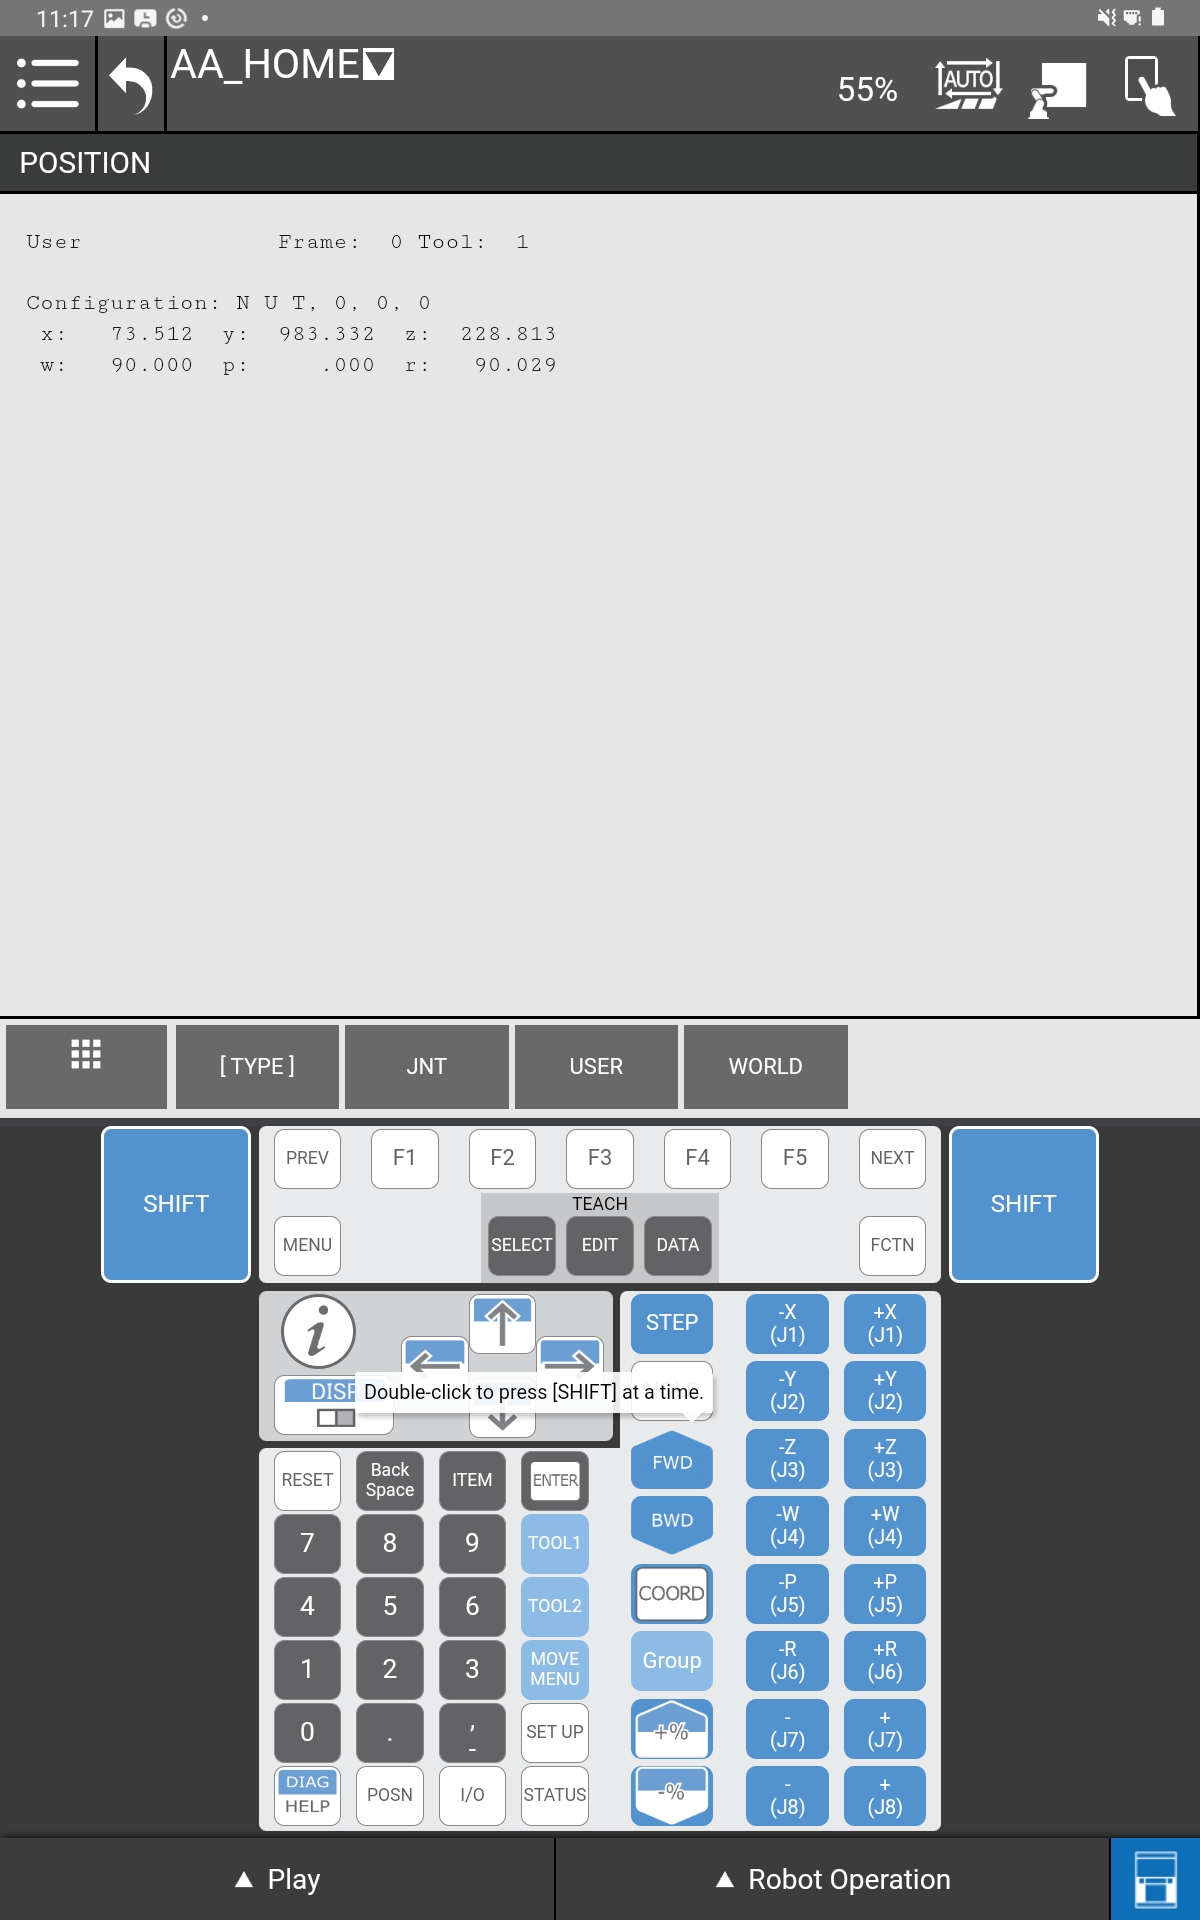 11:17
AA_HOME
55%
AUTO
POSITION
User Frame: 0 Tool: 1
Configuration: N U T, 0, 0, 0
x: 73.512 y: 983.332 z: 228.813
w: 90.000 p: .000 r: 90.029
[ TYPE ] JNT USER WORLD
SHIFT
PREV F1 F2 F3 F4 F5 NEXT
SHIFT
TEACH
MENU SELECT EDIT DATA FCTN
i
DISP
Double-click to press [SHIFT] at a time.
STEP
-X
(J1)
+X
(J1)
-Y
(J2)
+Y
(J2)
FWD
-Z
(J3)
+Z
(J3)
BWD
-W
(J4)
+W
(J4)
COORD
-P
(J5)
+P
(J5)
Group
-R
(J6)
+R
(J6)
+%
-
(J7)
+
(J7)
-%
-
(J8)
+
(J8)
RESET
Back
Space
ITEM
ENTER
7 8 9 TOOL1
4 5 6 TOOL2
1 2 3
MOVE
MENU
0 .
,
-
SET UP
DIAG
HELP
POSN I/O STATUS
▲ Play
▲ Robot Operation